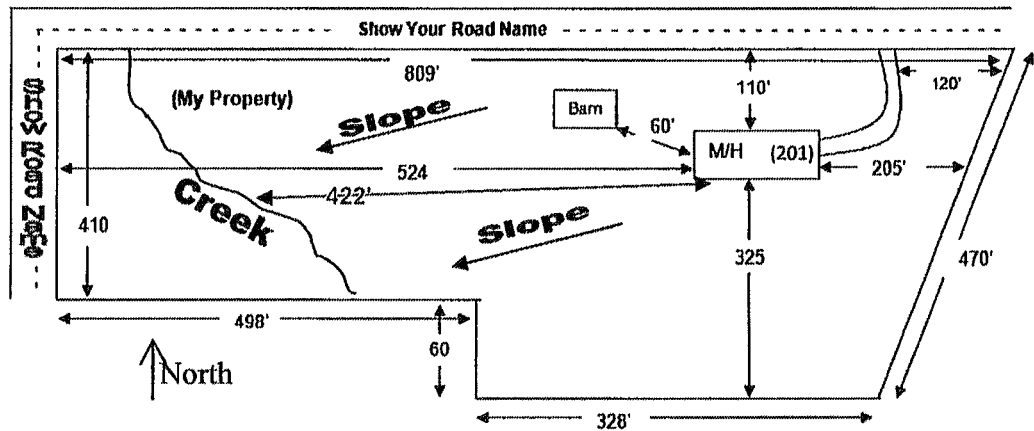 Show Your Road Name
Show Road Name
809'
110'
120'
(My Property)
Slope
Barn
60'
M/H (201)
524
205'
422'
Creek
410
Slope
325
470'
498'
60
North
328'